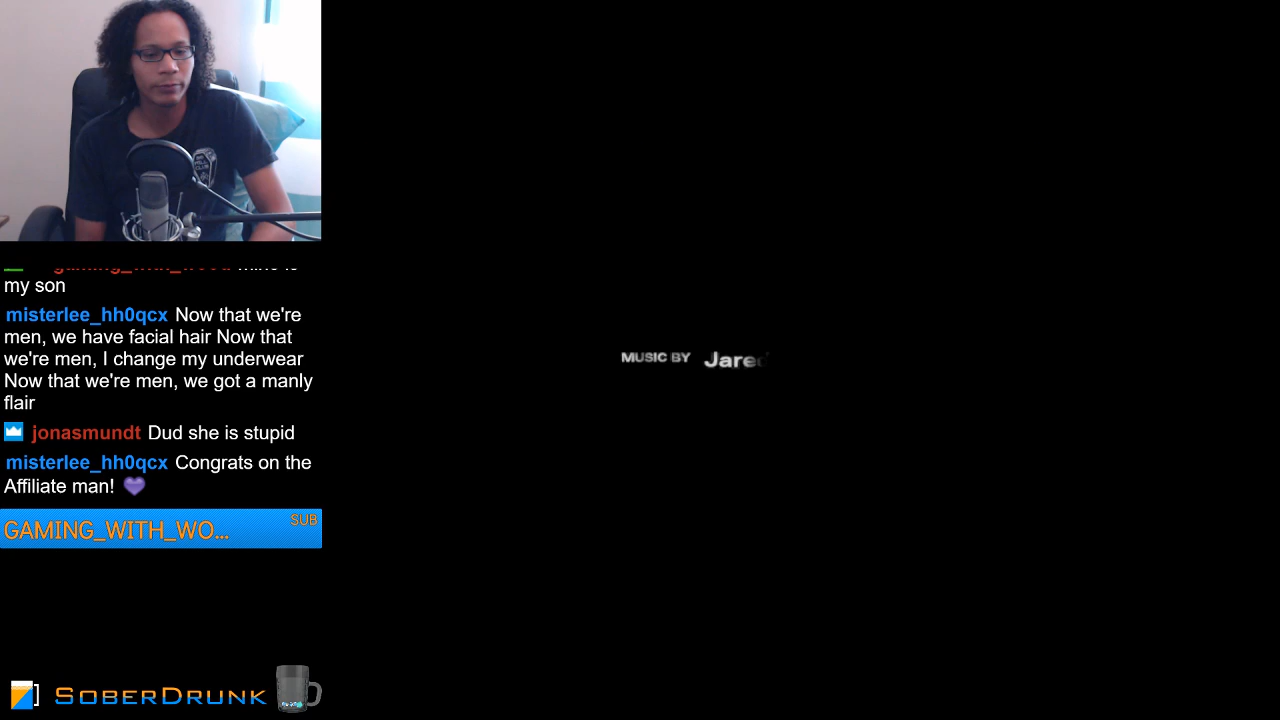 my son
misterlee_hh0qcx Now that we're
men, we have facial hair Now that
we're men, I change my underwear
Now that we're men, we got a manly
flair
jonasmundt Dud she is stupid
misterlee_hh0qcx Congrats on the
Affiliate man!
GAMING_WITH_WO... SUB
SOBERDRUNK
MUSIC BY Jared